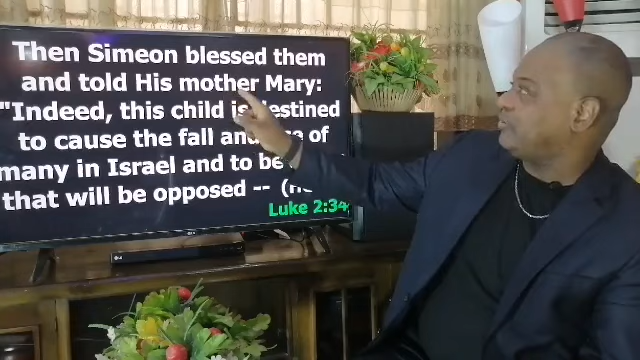 Then Simeon blessed them
and told His mother Mary:
"Indeed, this child is destined
to cause the fall and of
many in Israel and to be
that will be opposed -- (
Luke 2:34